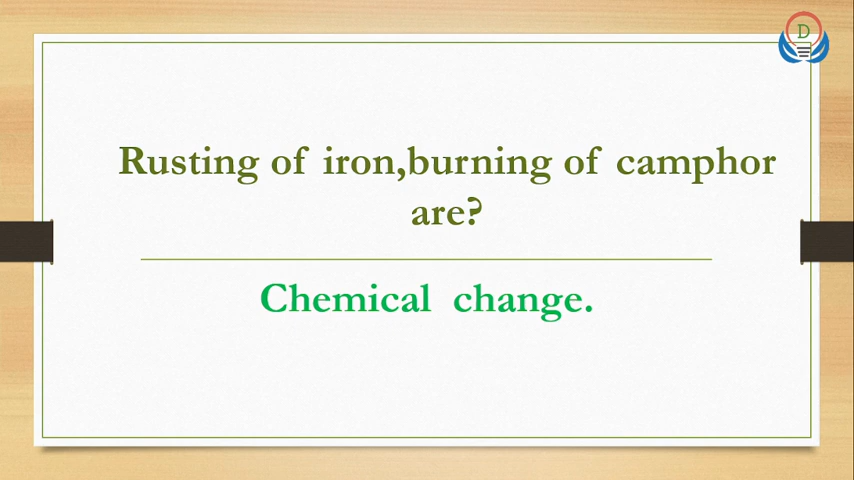 D
Rusting of iron,burning of camphor
are?
Chemical change.